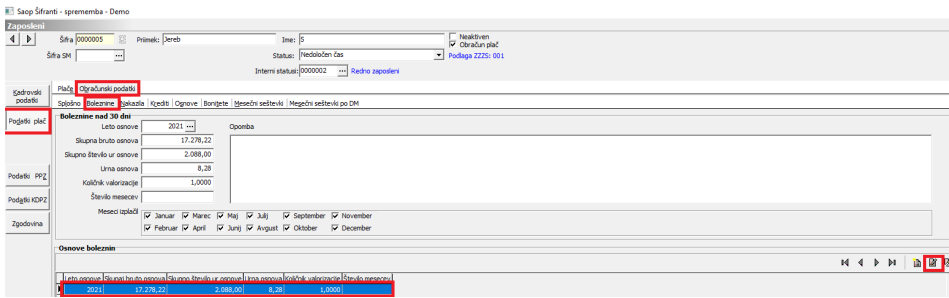 Saop Šifranti - sprememba - Demo
Zaposleni
Šifra 0000005 Priimek: Jereb Ime: S Neaktiven
Obračun plač
Šifra SM ... Status: Nedoločen čas Podlaga ZZZS: 001
Interni status: 0000002 ... Redno zaposleni
Kadrovski podatki
Podatki plač
Podatki PPZ
Podatki KDPZ
Zgodovina
Plače Obračunski podatki
Splošno Boleznine Nakazila Krediti Osnove Bonitete Mesečni seštevki Mesečni seštevki po DM
Boleznine nad 30 dni
Leto osnove 2021 ... Opomba
Skupna bruto osnova 17.278,22
Skupno število ur osnove 2.088,00
Urna osnova 8,28
Količnik valorizacije 1,0000
Število mesecev
Meseci izplačil Januar Marec Maj Julij September November
Februar April Junij Avgust Oktober December
Osnove boleznin
Leto osnove Skupaj bruto osnova Skupno število ur osnove Urna osnova Količnik valorizacije Število mesecev
2021 17.278,22 2.088,00 8,28 1,0000